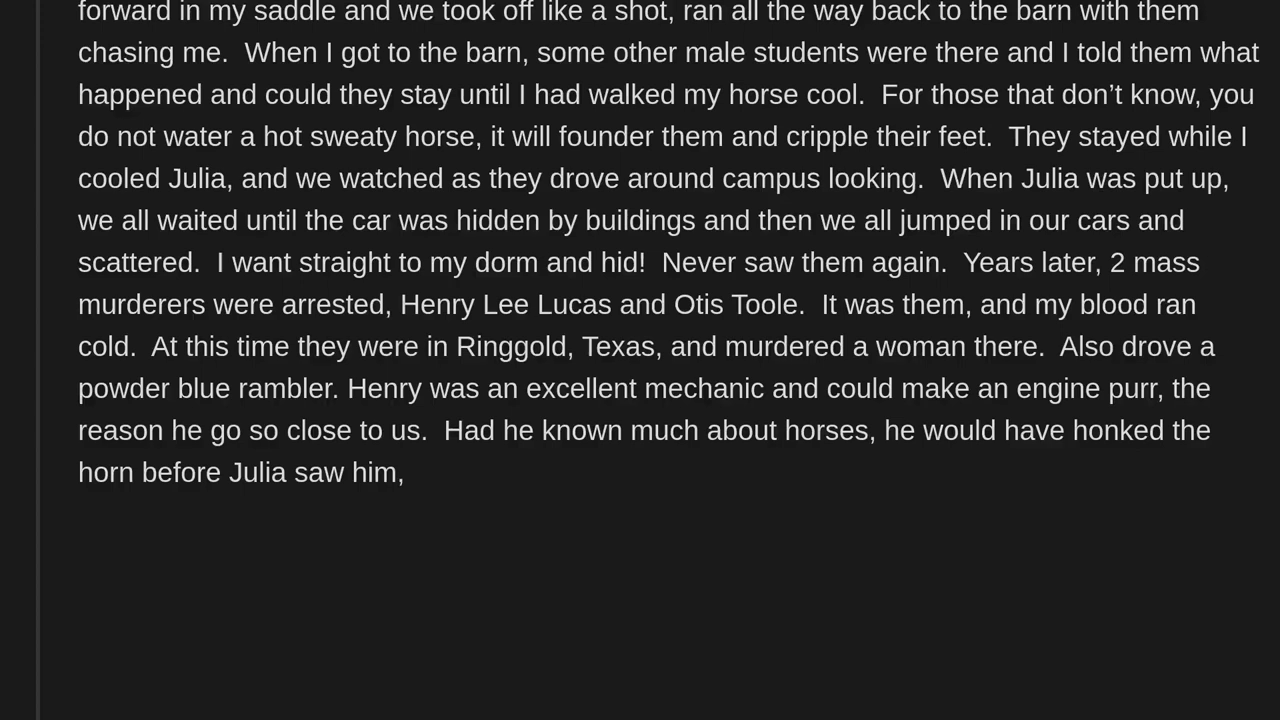 forward in my saddle and we took off like a shot, ran all the way back to the barn with them
chasing me.  When I got to the barn, some other male students were there and I told them what
happened and could they stay until I had walked my horse cool.  For those that don’t know, you
do not water a hot sweaty horse, it will founder them and cripple their feet.  They stayed while I
cooled Julia, and we watched as they drove around campus looking.  When Julia was put up,
we all waited until the car was hidden by buildings and then we all jumped in our cars and
scattered.  I want straight to my dorm and hid!  Never saw them again.  Years later, 2 mass
murderers were arrested, Henry Lee Lucas and Otis Toole.  It was them, and my blood ran
cold.  At this time they were in Ringgold, Texas, and murdered a woman there.  Also drove a
powder blue rambler. Henry was an excellent mechanic and could make an engine purr, the
reason he go so close to us.  Had he known much about horses, he would have honked the
horn before Julia saw him,